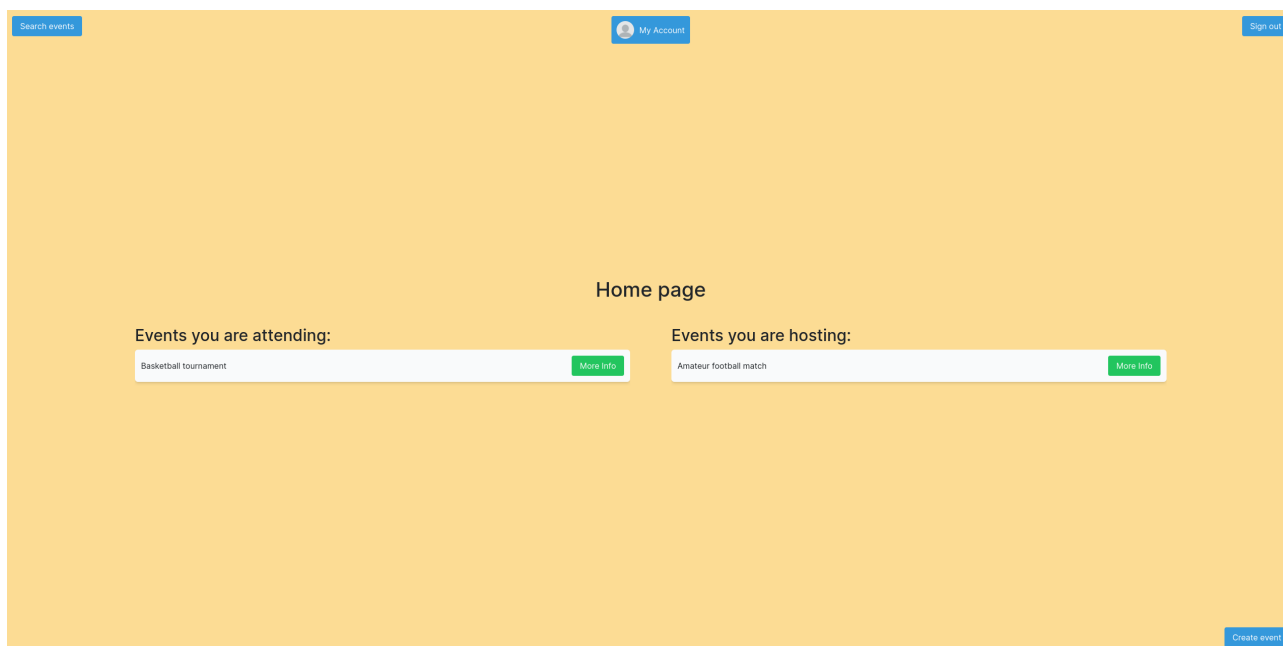 Search events
My Account
Sign out
Home page
Events you are attending:
Basketball tournament
More Info
Events you are hosting:
Amateur football match
More Info
Create event